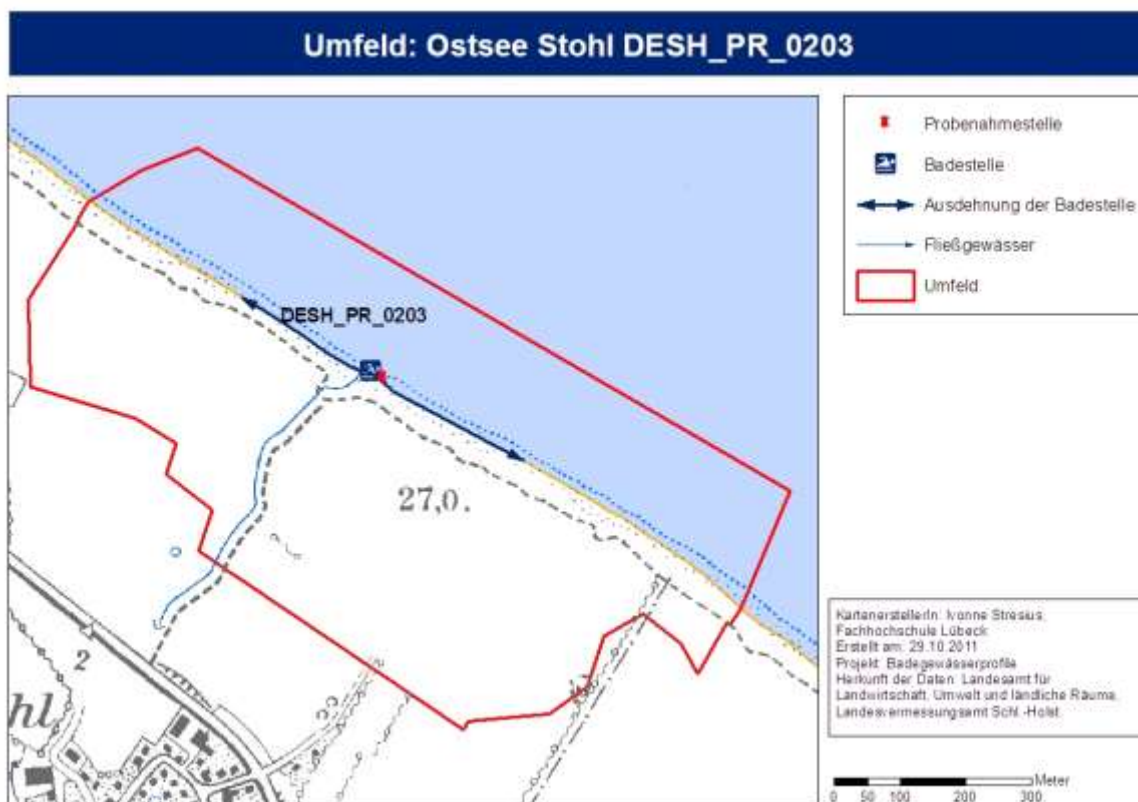 Umfeld: Ostsee Stohl DESH_PR_0203
DESH_PR_0203
27,0.
2
hl
Probenahmestelle
Badestelle
Ausdehnung der Badestelle
Fließgewässer
Umfeld
KartenerstellerIn: Ivonne Stresius,
Fachhochschule Lübeck
Erstellt am: 29.10.2011
Projekt: Badegewässerprofile
Herkunft der Daten: Landesamt für
Landwirtschaft, Umwelt und ländliche Räume,
Landesvermessungsamt Schl.-Holst.
Meter
0 50 100 200 300